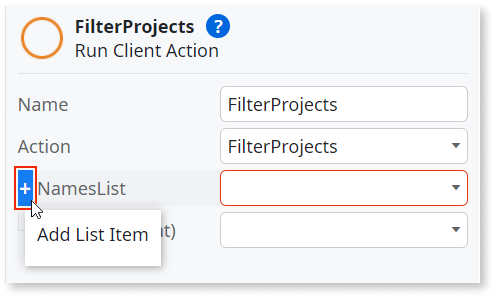 FilterProjects ?
Run Client Action
Name FilterProjects
Action FilterProjects
+ NamesList
Add List Item
t)